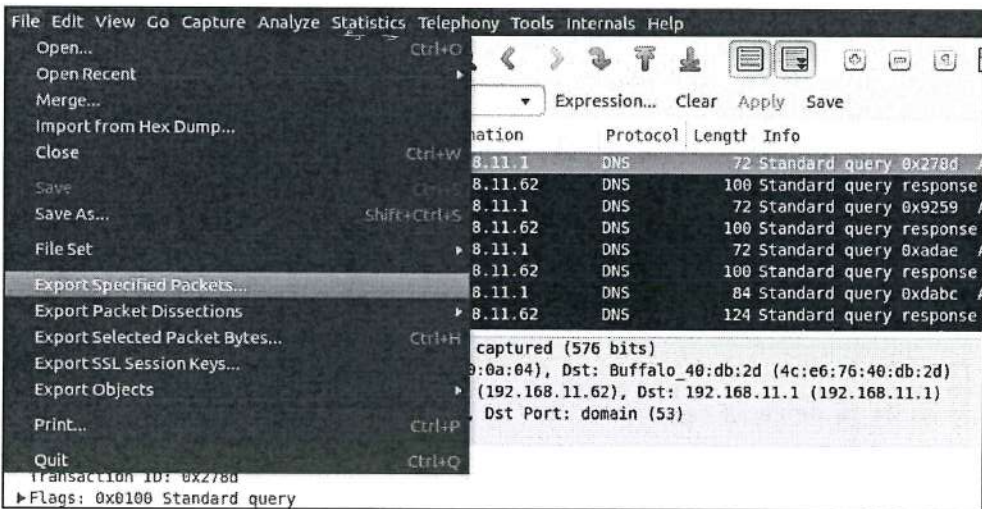 File Edit View Go Capture Analyze Statistics Telephony Tools Internals Help
Open... Ctrl+O
Open Recent
Merge...
Import from Hex Dump...
Close Ctrl+W
Save Ctrl+S
Save As... Shift+Ctrl+S
File Set
Export Specified Packets...
Export Packet Dissections
Export Selected Packet Bytes... Ctrl+H
Export SSL Session Keys...
Export Objects
Print... Ctrl+P
Quit Ctrl+Q
Expression... Clear Apply Save
nation Protocol Length Info
8.11.1 DNS 72 Standard query 0x278d A
8.11.62 DNS 100 Standard query response
8.11.1 DNS 72 Standard query 0x9259 A
8.11.62 DNS 100 Standard query response
8.11.1 DNS 72 Standard query 0xadae A
8.11.62 DNS 100 Standard query response
8.11.1 DNS 84 Standard query 0xdabc A
8.11.62 DNS 124 Standard query response
captured (576 bits)
0:0a:04), Dst: Buffalo_40:db:2d (4c:e6:76:40:db:2d)
(192.168.11.62), Dst: 192.168.11.1 (192.168.11.1)
, Dst Port: domain (53)
Transaction ID: 0x278d
Flags: 0x0100 Standard query